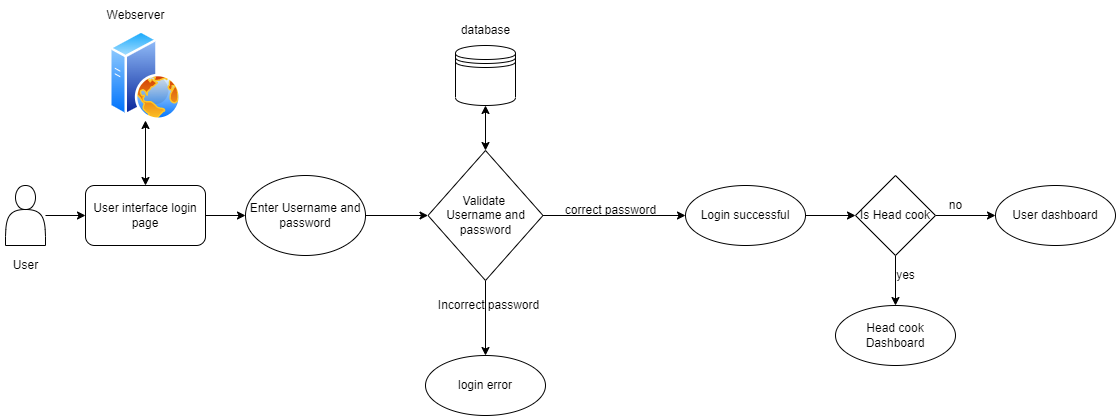 Webserver
database
User
User interface login
page
Enter Username and
password
Validate
Username and
password
correct password
Incorrect password
login error
Login successful
Is Head cook
no
User dashboard
yes
Head cook
Dashboard